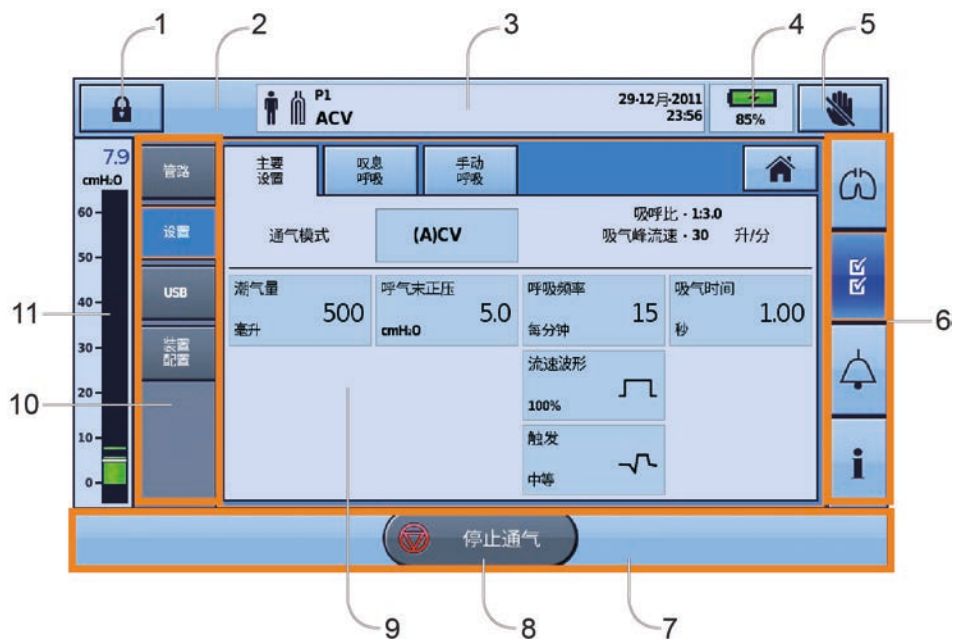 1
2
3
4
5
P1
ACV
29-12月-2011
23:56
85%
7.9
cmH₂O
60
50
40
30
20
10
0
管路
设置
USB
装置
配置
主要
设置
叹息
呼吸
手动
呼吸
通气模式
(A)CV
吸呼比 · 1:3.0
吸气峰流速 · 30 升/分
潮气量
500
毫升
呼气末正压
5.0
cmH₂O
呼吸频率
15
每分钟
吸气时间
1.00
秒
流速波形
100%
触发
中等
i
11
10
6
停止通气
9
8
7